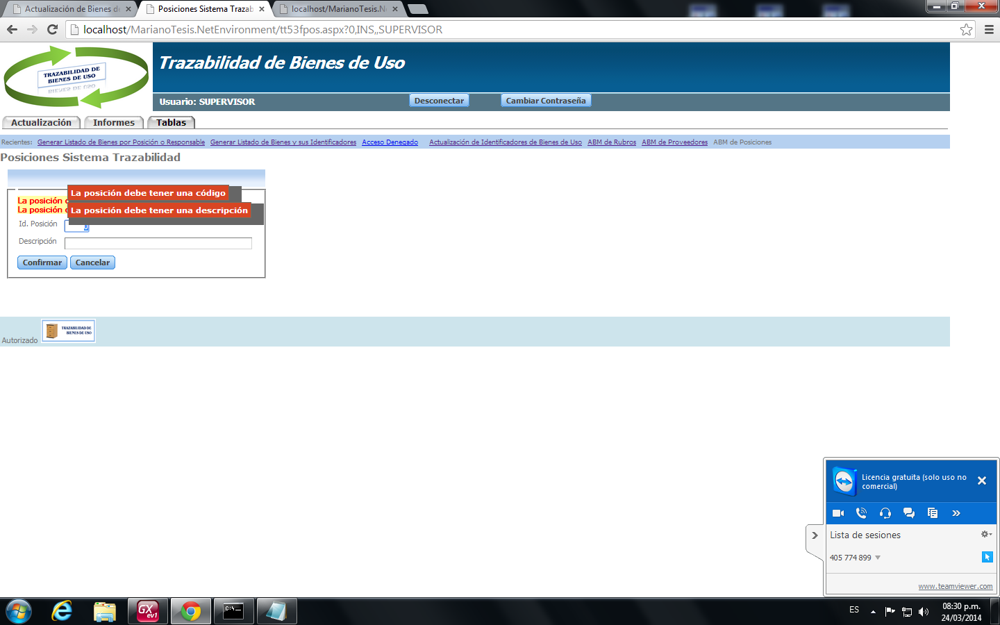 Actualización de Bienes de
Posiciones Sistema Trazab
localhost/MarianoTesis.N
localhost/MarianoTesis.NetEnvironment/tt53fpos.aspx?0,INS,,SUPERVISOR
TRAZABILIDAD DE
BIENES DE USO
Trazabilidad de Bienes de Uso
Usuario: SUPERVISOR
Desconectar
Cambiar Contraseña
Actualización
Informes
Tablas
Recientes: Generar Listado de Bienes por Posición o Responsable Generar Listado de Bienes y sus Identificadores Acceso Denegado Actualización de Identificadores de Bienes de Uso ABM de Rubros ABM de Proveedores ABM de Posiciones
Posiciones Sistema Trazabilidad
La posición debe tener una código
La posición
La posición debe tener una descripción
La posición
Id. Posición
0
Descripción
Confirmar
Cancelar
Autorizado
TRAZABILIDAD DE
BIENES DE USO
Licencia gratuita (solo uso no
comercial)
Lista de sesiones
405 774 899
www.teamviewer.com
GX
ev1
C:\_
ES
08:30 p.m.
24/03/2014